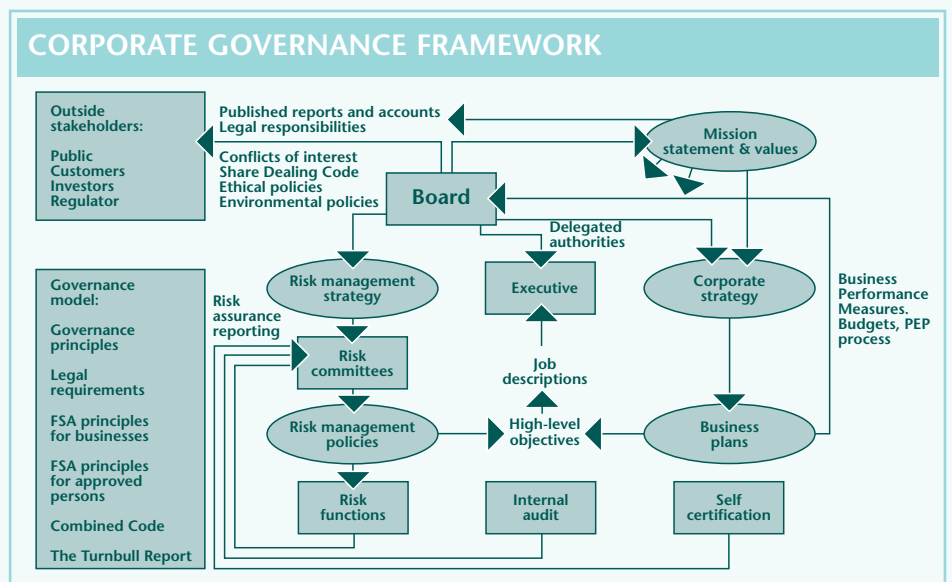 CORPORATE GOVERNANCE FRAMEWORK
Outside
stakeholders:
Public
Customers
Investors
Regulator
Published reports and accounts
Legal responsibilities
Conflicts of interest
Share Dealing Code
Ethical policies
Environmental policies
Mission
statement & values
Board
Delegated
authorities
Risk management
strategy
Executive
Corporate
strategy
Business
Performance
Measures.
Budgets, PEP
process
Governance
model:
Governance
principles
Legal
requirements
FSA principles
for businesses
FSA principles
for approved
persons
Combined Code
The Turnbull Report
Risk
assurance
reporting
Risk
committees
Job
descriptions
Risk management
policies
High-level
objectives
Business
plans
Risk
functions
Internal
audit
Self
certification